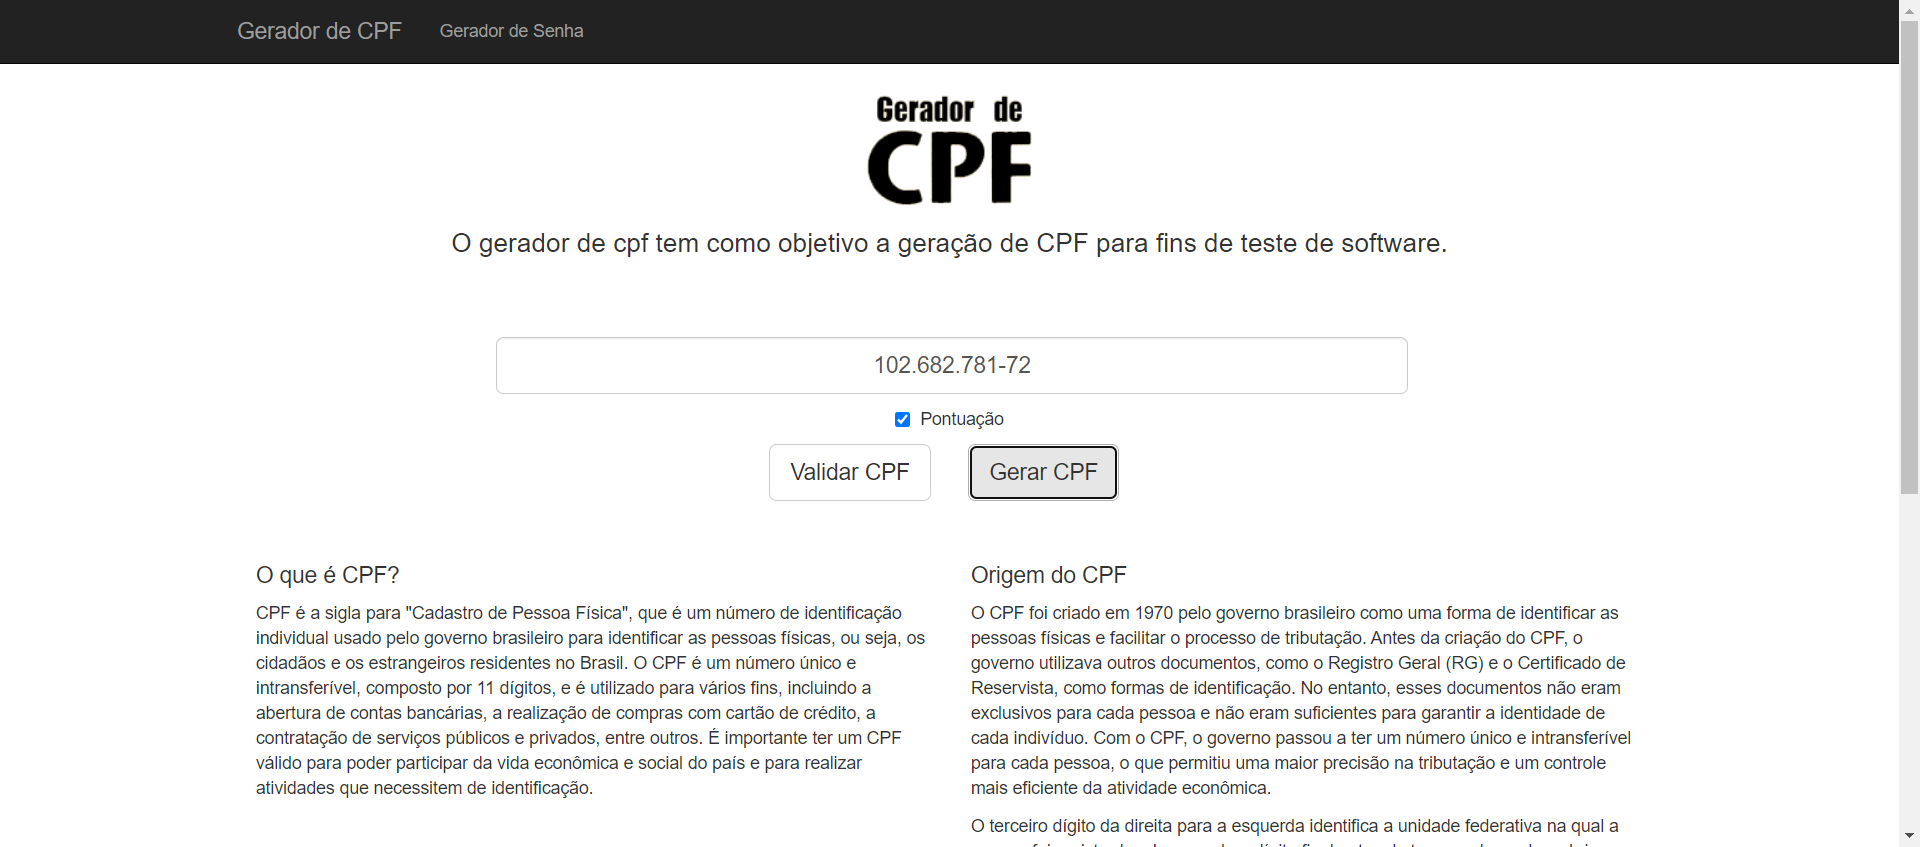 Gerador de CPF
Gerador de Senha
Gerador de
CPF
O gerador de cpf tem como objetivo a geração de CPF para fins de teste de software.
102.682.781-72
Pontuação
Validar CPF
Gerar CPF
O que é CPF?
CPF é a sigla para "Cadastro de Pessoa Física", que é um número de identificação
individual usado pelo governo brasileiro para identificar as pessoas físicas, ou seja, os
cidadãos e os estrangeiros residentes no Brasil. O CPF é um número único e
intransferível, composto por 11 dígitos, e é utilizado para vários fins, incluindo a
abertura de contas bancárias, a realização de compras com cartão de crédito, a
contratação de serviços públicos e privados, entre outros. É importante ter um CPF
válido para poder participar da vida econômica e social do país e para realizar
atividades que necessitem de identificação.
Origem do CPF
O CPF foi criado em 1970 pelo governo brasileiro como uma forma de identificar as
pessoas físicas e facilitar o processo de tributação. Antes da criação do CPF, o
governo utilizava outros documentos, como o Registro Geral (RG) e o Certificado de
Reservista, como formas de identificação. No entanto, esses documentos não eram
exclusivos para cada pessoa e não eram suficientes para garantir a identidade de
cada indivíduo. Com o CPF, o governo passou a ter um número único e intransferível
para cada pessoa, o que permitiu uma maior precisão na tributação e um controle
mais eficiente da atividade econômica.
O terceiro dígito da direita para a esquerda identifica a unidade federativa na qual a